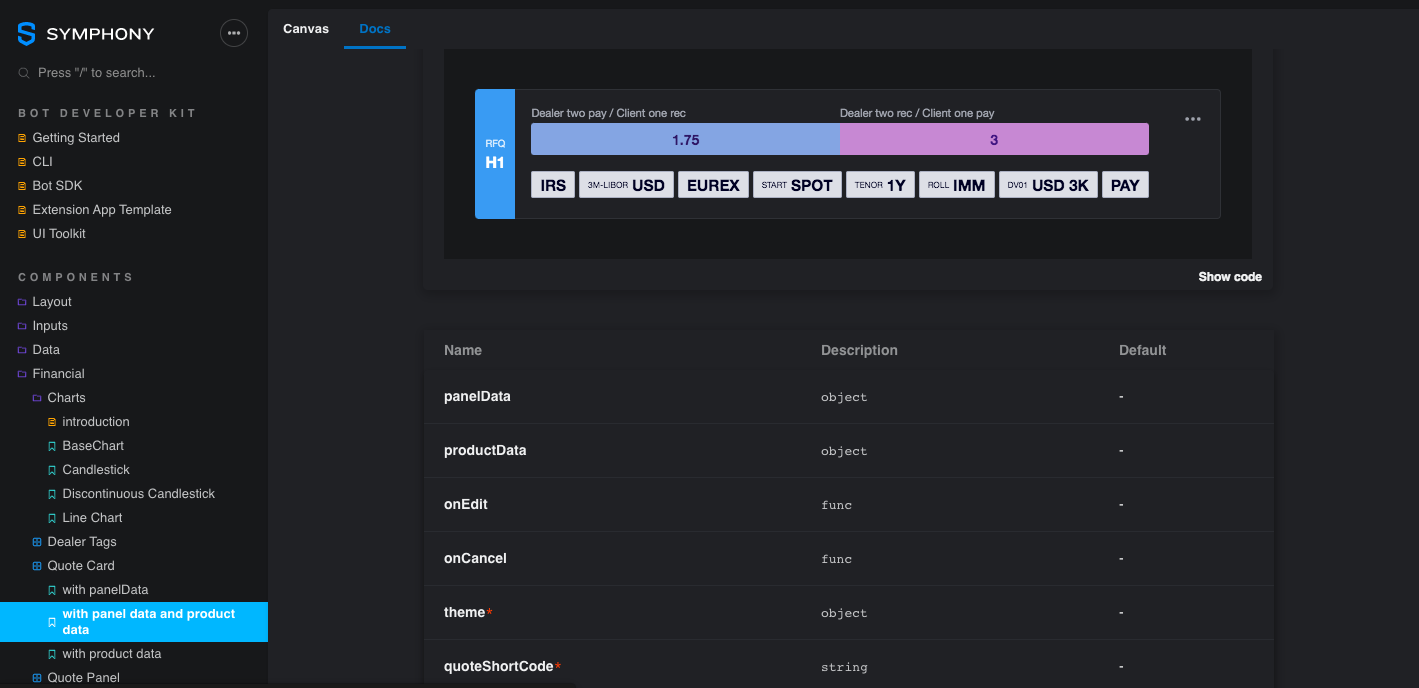 SYMPHONY
Press "/" to search...
BOT DEVELOPER KIT
Getting Started
CLI
Bot SDK
Extension App Template
UI Toolkit
COMPONENTS
Layout
Inputs
Data
Financial
Charts
introduction
BaseChart
Candlestick
Discontinuous Candlestick
Line Chart
Dealer Tags
Quote Card
with panelData
with panel data and product
data
with product data
Quote Panel
Canvas Docs
Dealer two pay / Client one rec Dealer two rec / Client one pay
RFQ
H1
1.75 3
IRS 3M-LIBOR USD EUREX START SPOT TENOR 1Y ROLL IMM DV01 USD 3K PAY
Show code
Name Description Default
panelData object -
productData object -
onEdit func -
onCancel func -
theme* object -
quoteShortCode* string -